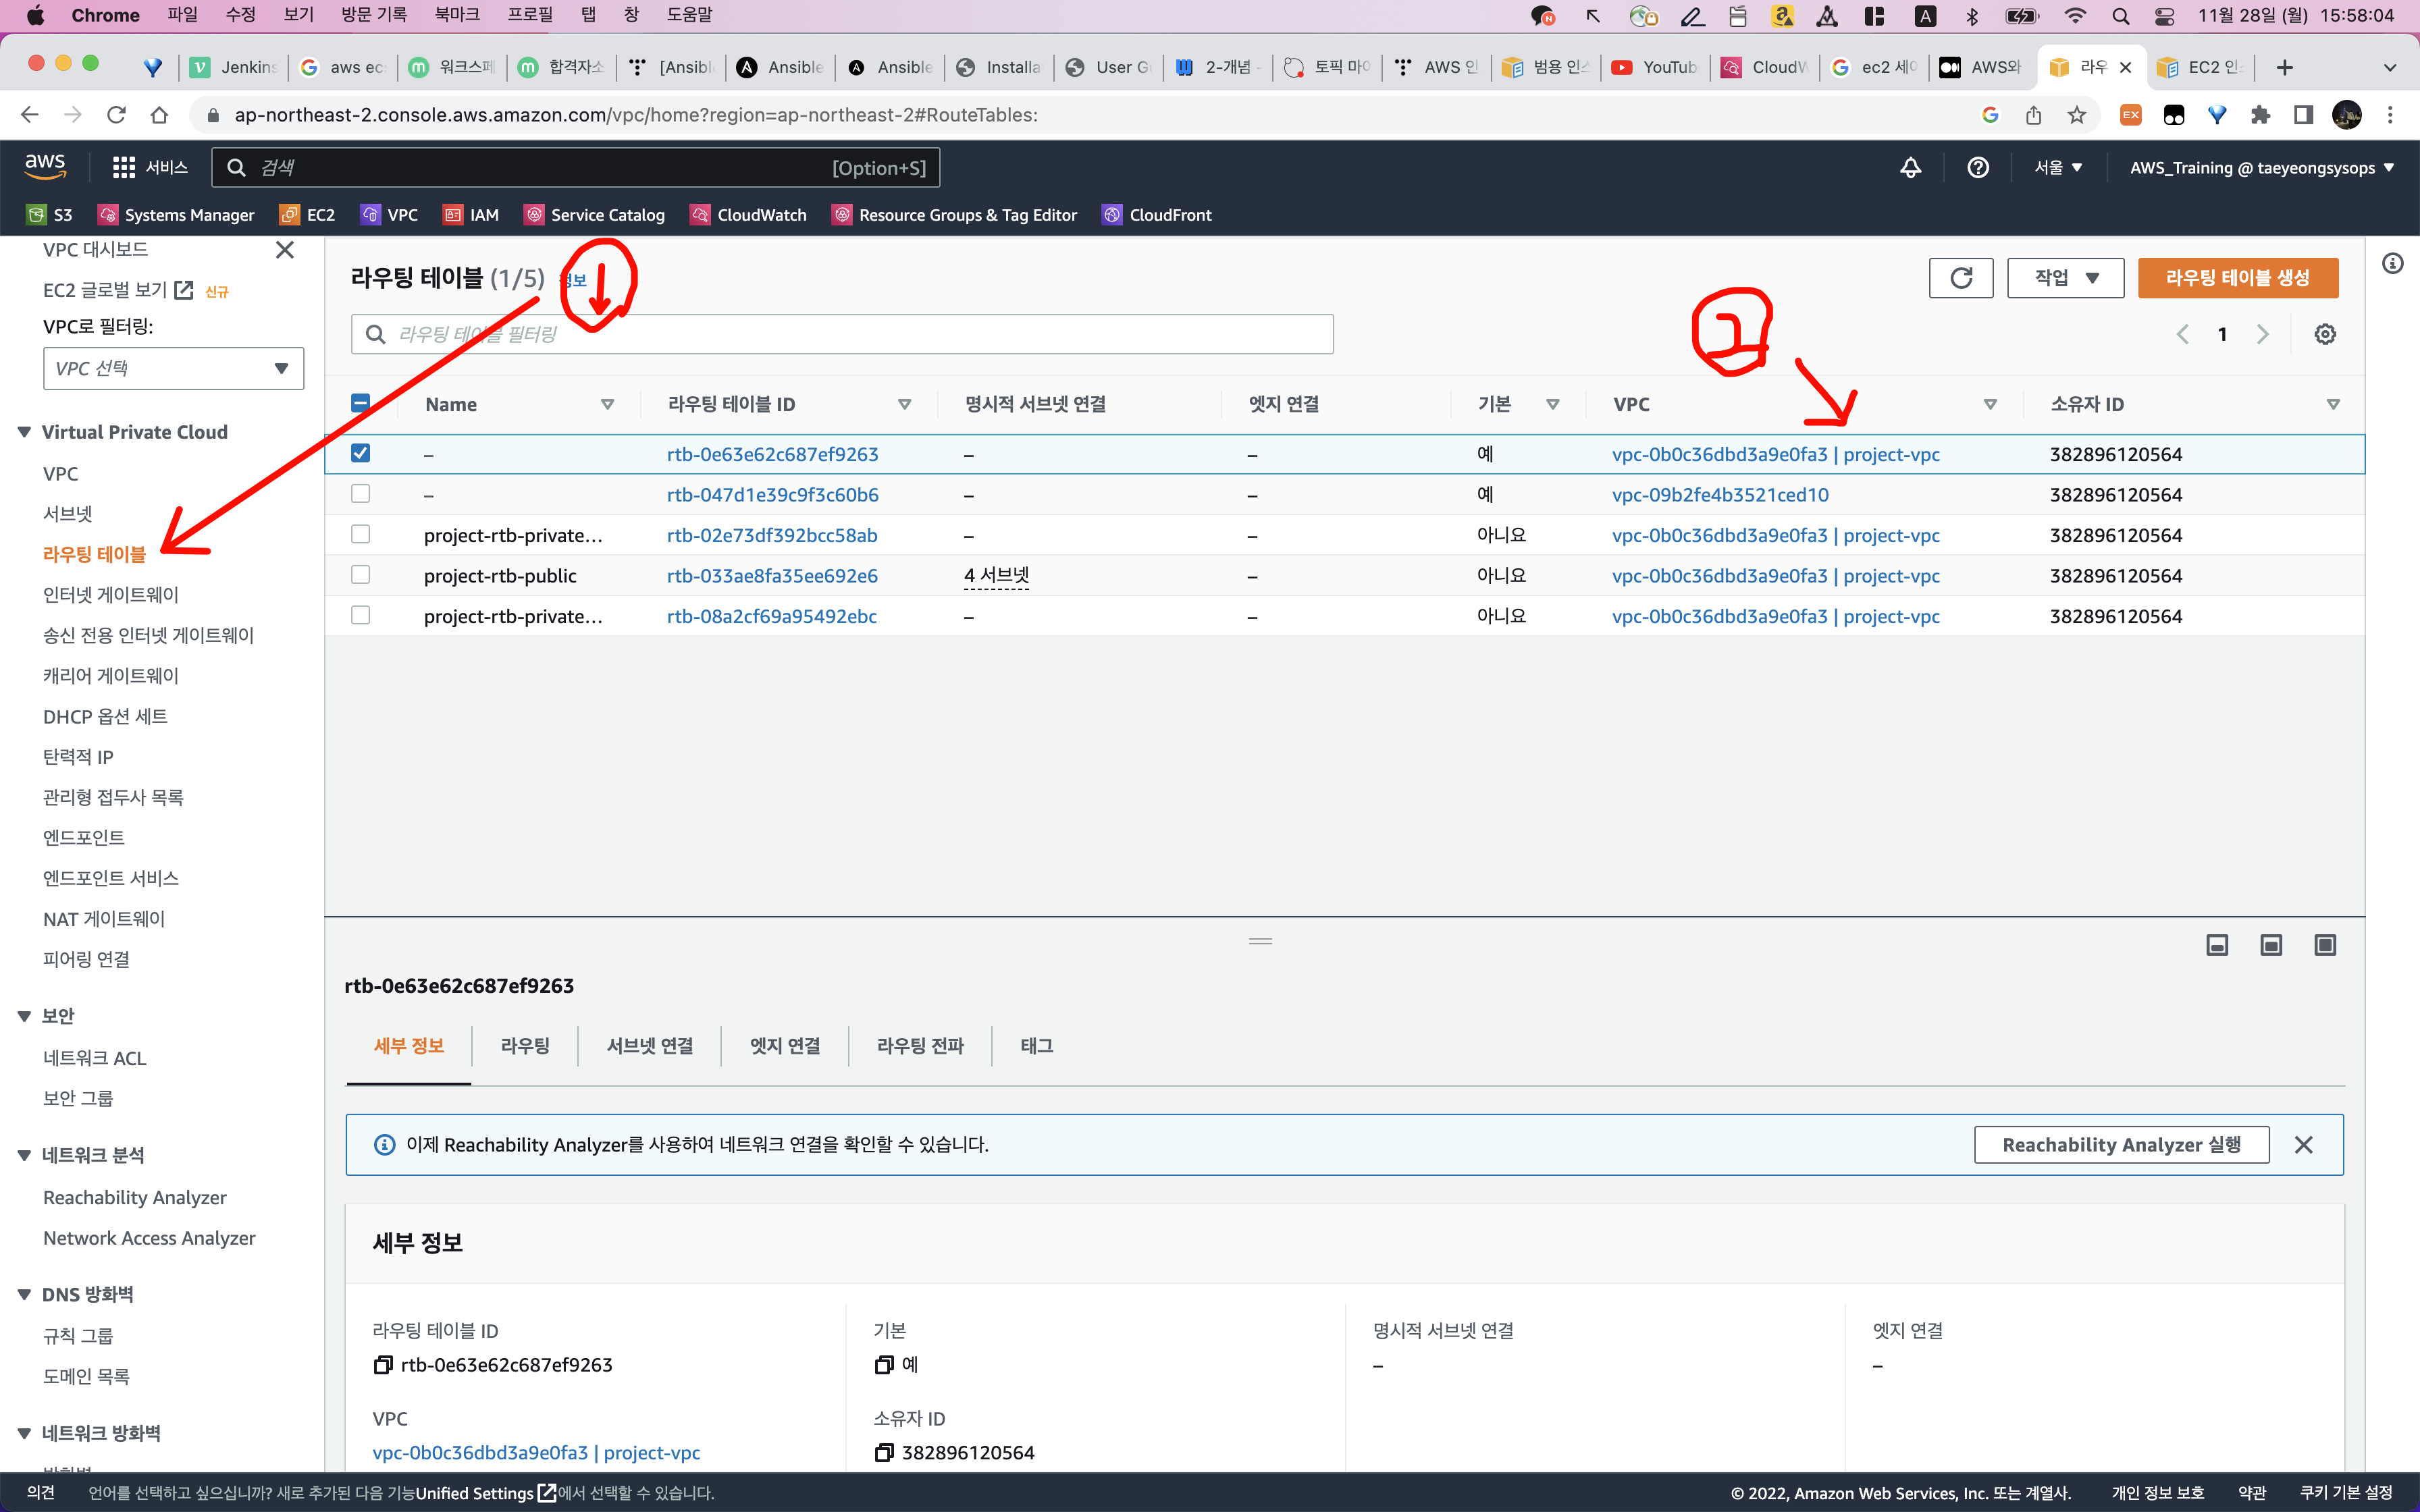 Chrome 파일 수정 보기 방문 기록 북마크 프로필 탭 창 도움말 11월 28일 (월) 15:58:04
Jenkins aws ec 워크스페 합격자소 [Ansibl Ansible Ansible Installa User G 2-개념 - 토픽 마이 AWS 인 범용 인스 YouTub CloudW ec2 세 AWS와 라우 EC2 인스
ap-northeast-2.console.aws.amazon.com/vpc/home?region=ap-northeast-2#RouteTables:
aws 서비스 검색 [Option+S] 서울 AWS_Training @ taeyeongsysops
S3 Systems Manager EC2 VPC IAM Service Catalog CloudWatch Resource Groups & Tag Editor CloudFront
VPC 대시보드
EC2 글로벌 보기 신규
VPC로 필터링:
VPC 선택
Virtual Private Cloud
VPC
서브넷
라우팅 테이블
인터넷 게이트웨이
송신 전용 인터넷 게이트웨이
캐리어 게이트웨이
DHCP 옵션 세트
탄력적 IP
관리형 접두사 목록
엔드포인트
엔드포인트 서비스
NAT 게이트웨이
피어링 연결
보안
네트워크 ACL
보안 그룹
네트워크 분석
Reachability Analyzer
Network Access Analyzer
DNS 방화벽
규칙 그룹
도메인 목록
네트워크 방화벽
라우팅 테이블 (1/5) 정보
작업 라우팅 테이블 생성
라우팅 테이블 필터링
1
2
1
Name 라우팅 테이블 ID 명시적 서브넷 연결 엣지 연결 기본 VPC 소유자 ID
– rtb-0e63e62c687ef9263 – – 예 vpc-0b0c36dbd3a9e0fa3 | project-vpc 382896120564
– rtb-047d1e39c9f3c60b6 – – 예 vpc-09b2fe4b3521ced10 382896120564
project-rtb-private... rtb-02e73df392bcc58ab – – 아니요 vpc-0b0c36dbd3a9e0fa3 | project-vpc 382896120564
project-rtb-public rtb-033ae8fa35ee692e6 4 서브넷 – 아니요 vpc-0b0c36dbd3a9e0fa3 | project-vpc 382896120564
project-rtb-private... rtb-08a2cf69a95492ebc – – 아니요 vpc-0b0c36dbd3a9e0fa3 | project-vpc 382896120564
rtb-0e63e62c687ef9263
세부 정보 라우팅 서브넷 연결 엣지 연결 라우팅 전파 태그
이제 Reachability Analyzer를 사용하여 네트워크 연결을 확인할 수 있습니다. Reachability Analyzer 실행
세부 정보
라우팅 테이블 ID 기본 명시적 서브넷 연결 엣지 연결
rtb-0e63e62c687ef9263 예 – –
VPC 소유자 ID
vpc-0b0c36dbd3a9e0fa3 | project-vpc 382896120564
의견 언어를 선택하고 싶으십니까? 새로 추가된 다음 기능Unified Settings에서 선택할 수 있습니다. © 2022, Amazon Web Services, Inc. 또는 계열사. 개인 정보 보호 약관 쿠키 기본 설정